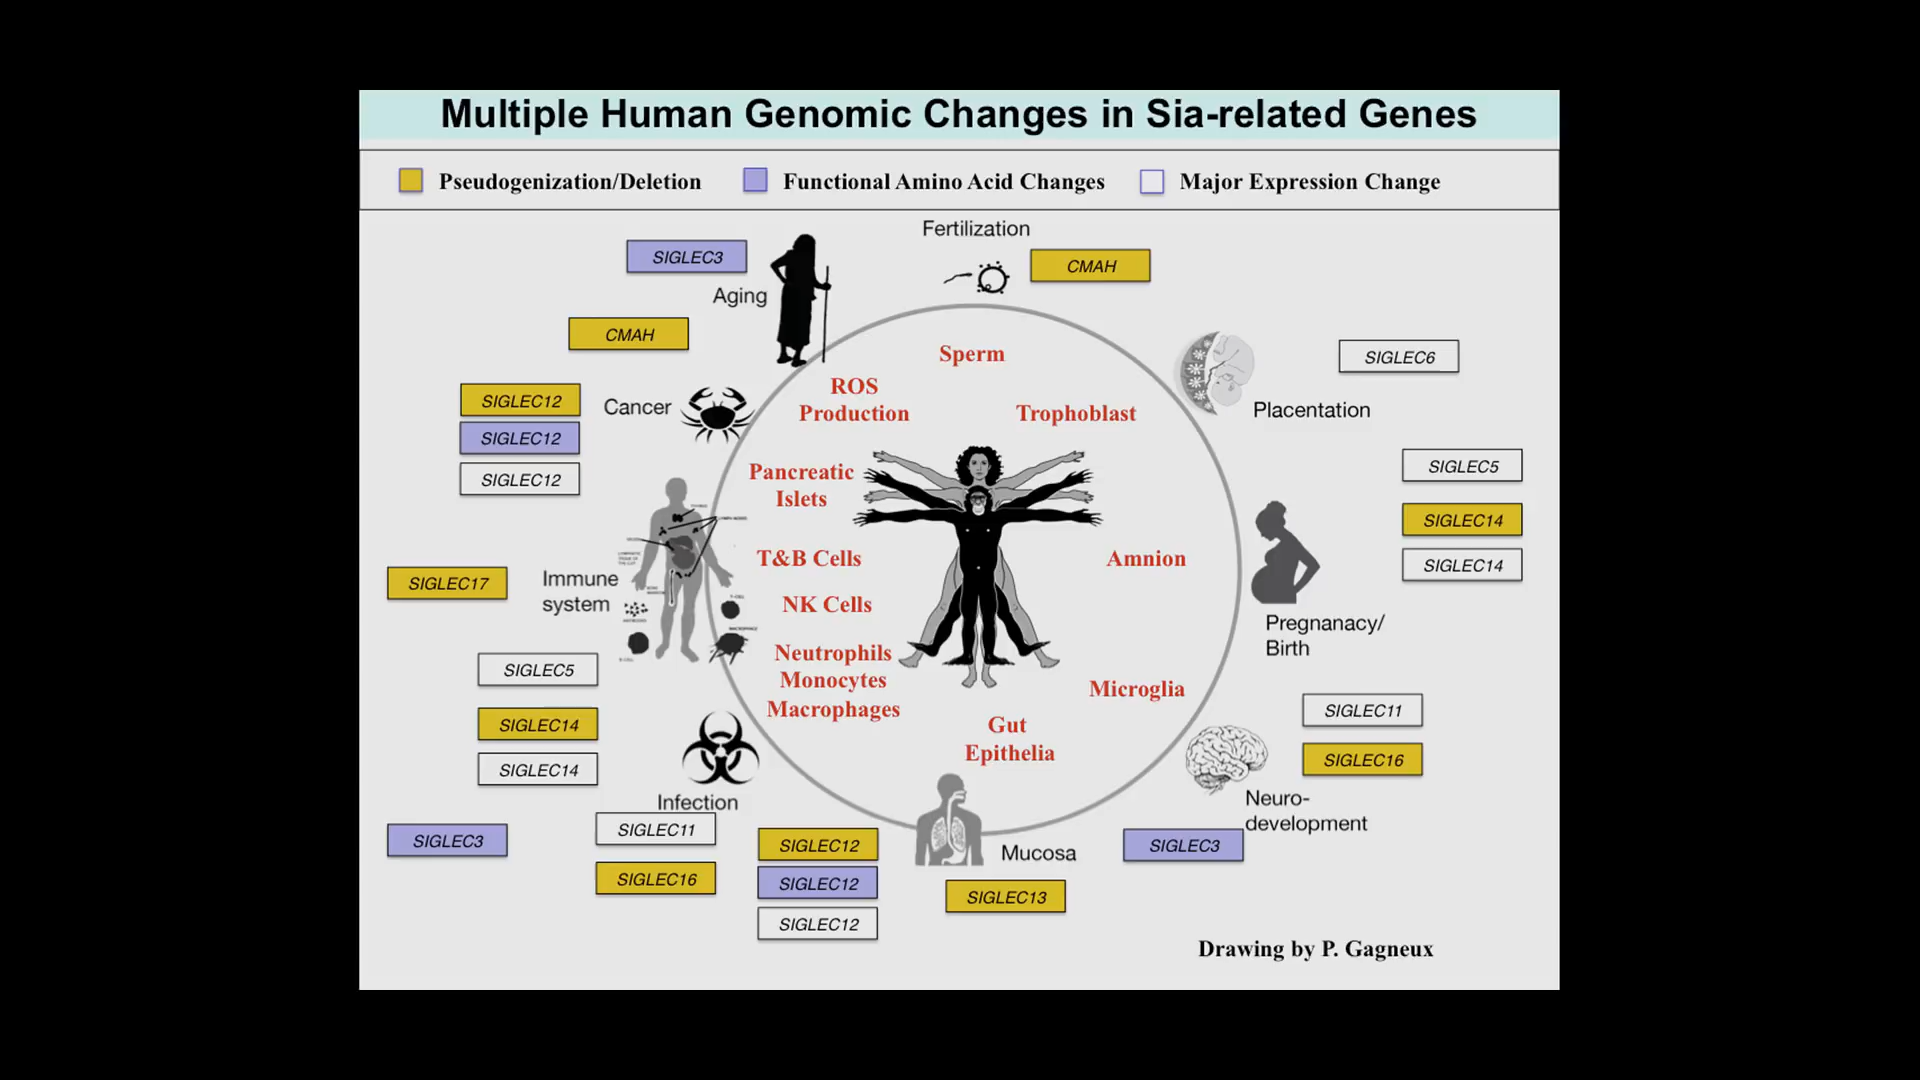 Multiple Human Genomic Changes in Sia-related Genes
Pseudogenization/Deletion
Functional Amino Acid Changes
Major Expression Change
Fertilization
CMAH
SIGLEC3
Aging
CMAH
Sperm
ROS
Production
Trophoblast
SIGLEC6
Placentation
SIGLEC12
SIGLEC12
SIGLEC12
Cancer
Pancreatic
Islets
SIGLEC5
SIGLEC14
SIGLEC14
T&B Cells
Amnion
SIGLEC17
Immune
system
NK Cells
Pregnanacy/
Birth
Neutrophils
Monocytes
Macrophages
Microglia
SIGLEC5
SIGLEC14
SIGLEC14
Gut
Epithelia
SIGLEC11
SIGLEC16
Infection
Neuro-
development
SIGLEC3
SIGLEC11
SIGLEC16
SIGLEC12
SIGLEC12
SIGLEC12
Mucosa
SIGLEC13
SIGLEC3
Drawing by P. Gagneux